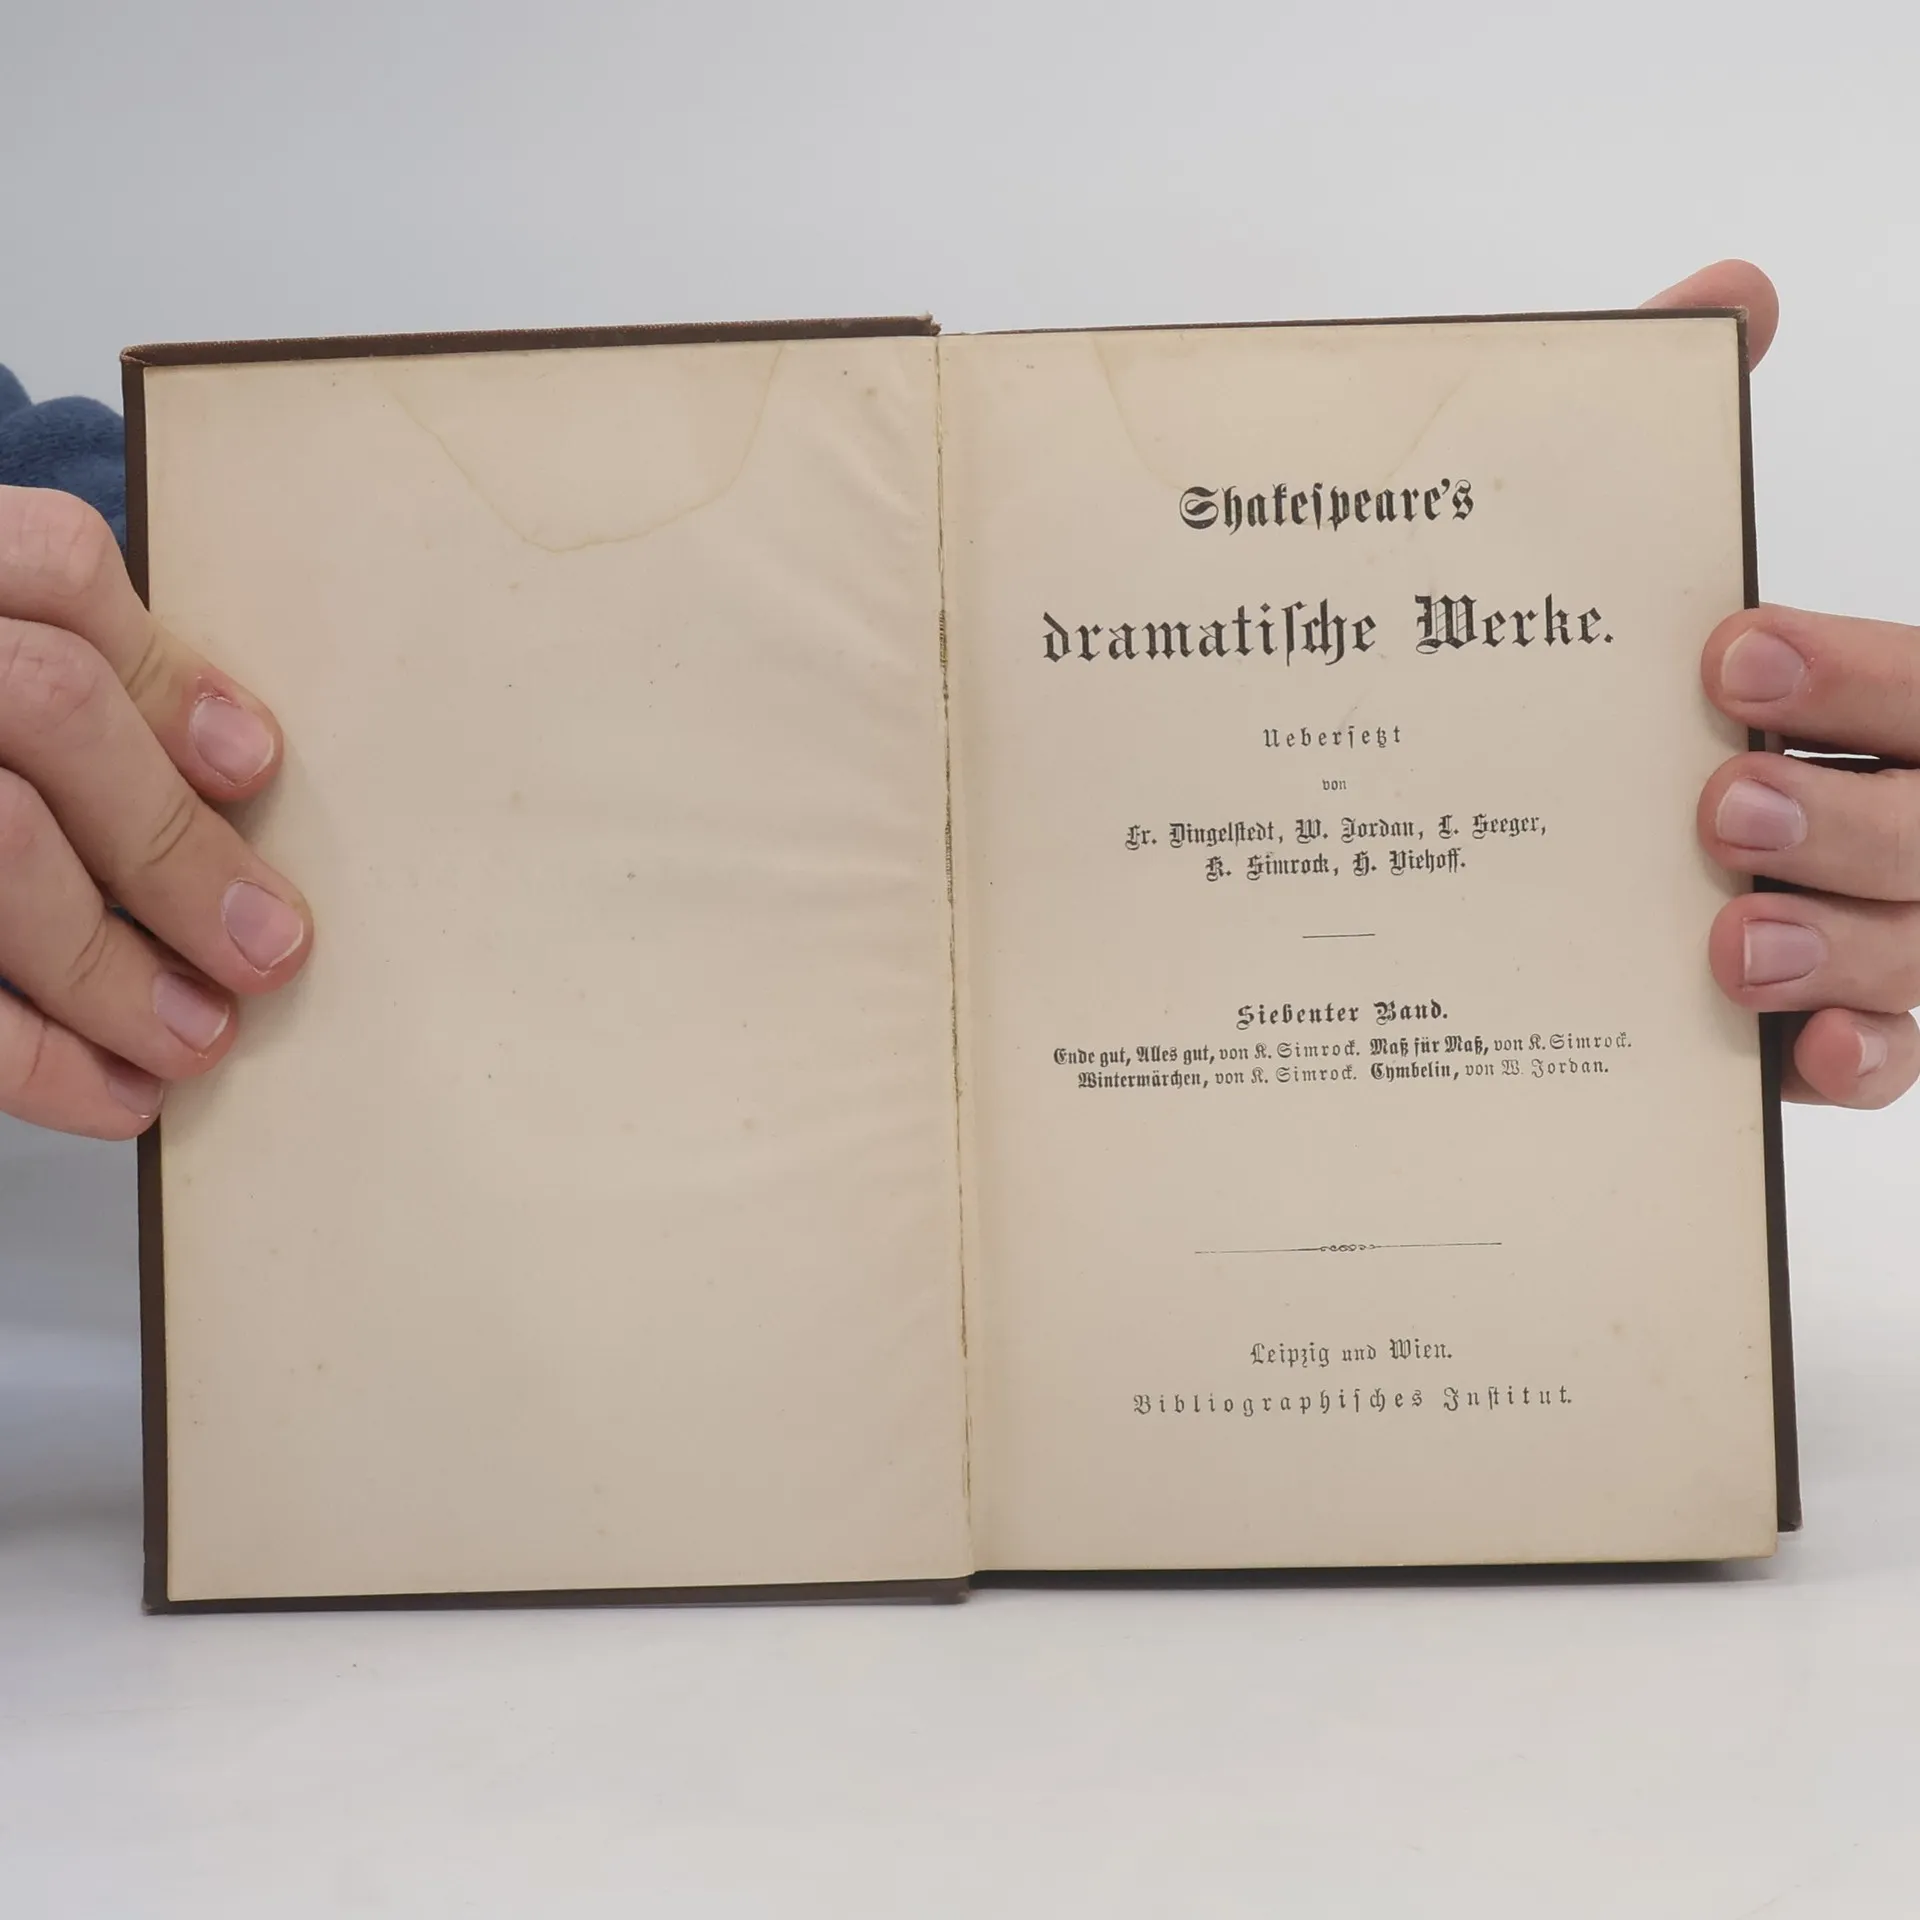 Shakeſpeare's
dramatiſche Werke.
Ueberſetzt
von
Fr. Dingelſtedt, W. Jordan, L. Seeger,
K. Simrock, H. Viehoff.
Siebenter Band.
Ende gut, Alles gut, von K. Simrock. Maß für Maß, von K. Simrock.
Wintermärchen, von K. Simrock. Cymbelin, von W. Jordan.
Leipzig und Wien.
Bibliographiſches Inſtitut.